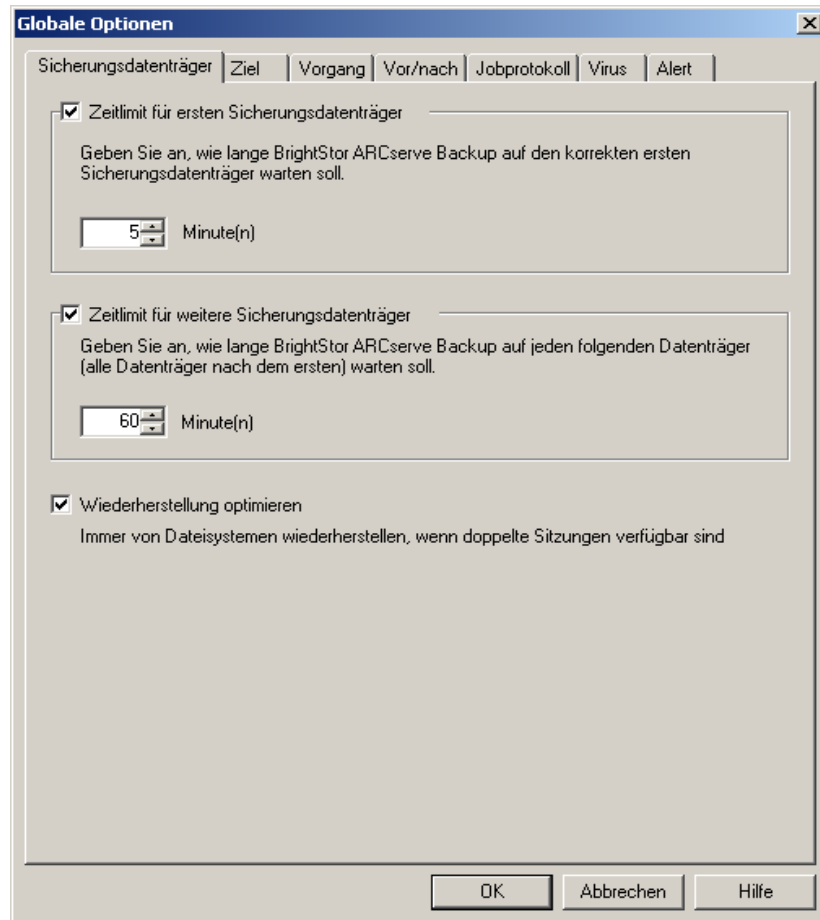 Globale Optionen
Sicherungsdatenträger Ziel Vorgang Vor/nach Jobprotokoll Virus Alert
Zeitlimit für ersten Sicherungsdatenträger
Geben Sie an, wie lange BrightStor ARCserve Backup auf den korrekten ersten
Sicherungsdatenträger warten soll.
5 Minute(n)
Zeitlimit für weitere Sicherungsdatenträger
Geben Sie an, wie lange BrightStor ARCserve Backup auf jeden folgenden Datenträger
(alle Datenträger nach dem ersten) warten soll.
60 Minute(n)
Wiederherstellung optimieren
Immer von Dateisystemen wiederherstellen, wenn doppelte Sitzungen verfügbar sind
OK Abbrechen Hilfe